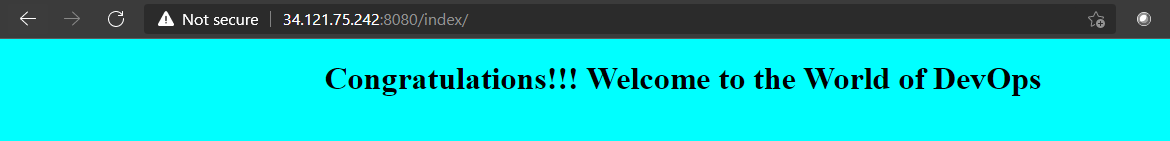 Not secure | 34.121.75.242:8080/index/
Congratulations!!! Welcome to the World of DevOps